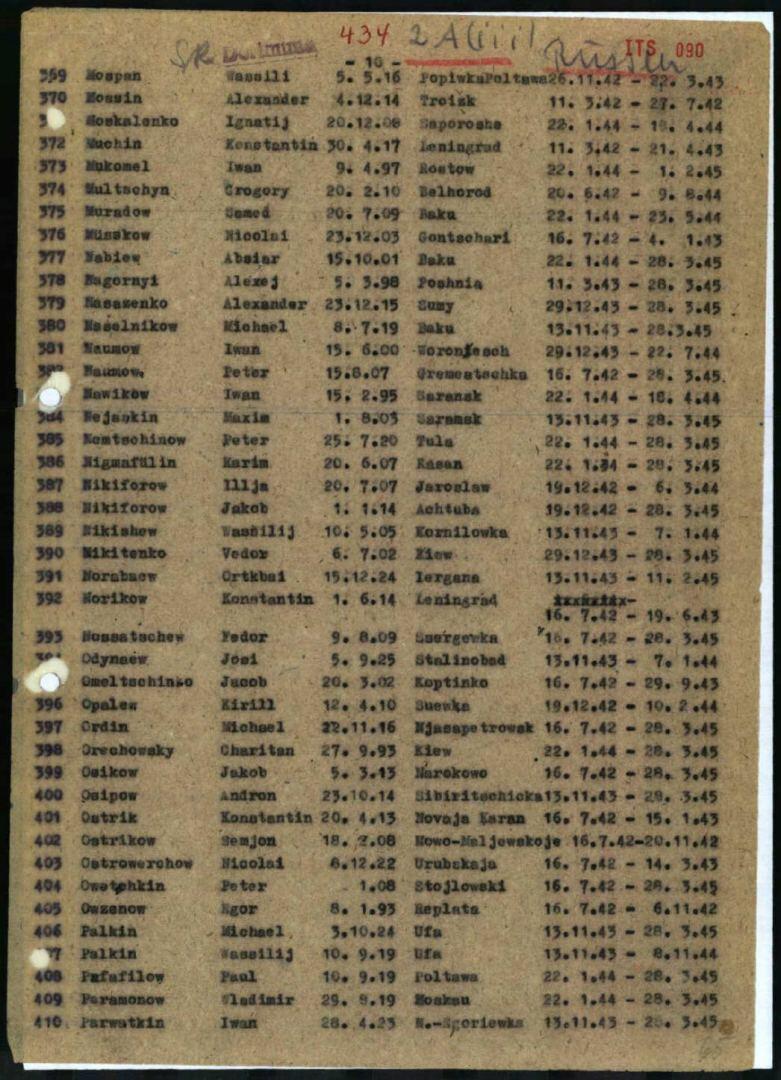 434 2A(iii) ITS 090
Russen
- 10 -
369 Mospan Wassili 5. 5.16 PopiwkaPoltawa26.11.42 - 22. 3.43
370 Mossin Alexander 4.12.14 Troizk 11. 3.42 - 27. 7.42
3 Moskalenko Ignatij 20.12.08 Saporoshe 22. 1.44 - 4.44
372 Muchin Konstantin 30. 4.17 Leningrad 11. 3.42 - 21. 4.43
373 Mukomel Iwan 9. 4.97 Rostow 22. 1.44 - 1. 2.45
374 Multschyn Grogory 20. 2.10 Belhorod 20. 6.42 - 9. 8.44
375 Muradow Samed 20. 7.09 Baku 22. 1.44 - 23. 5.44
376 Müsskow Nicolai 23.12.03 Gontschari 16. 7.42 - 4. 1.43
377 Nabiew Absiar 15.10.01 Baku 22. 1.44 - 28. 3.45
378 Nagornyi Alexej 5. 3.98 Poshnia 11. 3.43 - 28. 3.45
379 Nasazenko Alexander 23.12.15 Sumy 29.12.43 - 28. 3.45
380 Naselnikow Michael 8. 7.19 Baku 13.11.43 - 28.3.45
381 Naumow Iwan 15. 6.00 Woronjesch 29.12.43 - 22. 7.44
382 Naumow, Peter 15.8.07 Grementschka 16. 7.42 - 28. 3.45
Nawikow Iwan 15. 2.95 Saransk 22. 1.44 - 18. 4.44
384 Nejaskin Maxim 1. 8.03 Saransk 13.11.43 - 28. 3.45
385 Nemtschinow Peter 25. 7.20 Tula 22. 1.44 - 28. 3.45
386 Nigmafälin Karim 20. 6.07 Kasan 22. 1.34 - 28. 3.45
387 Nikiforow Illja 20. 7.07 Jaroslaw 19.12.42 - 6. 3.44
388 Nikiforow Jakob 1. 1.14 Achtuba 19.12.42 - 28. 3.45
389 Nikishew Wassilij 10. 5.05 Kornilowka 13.11.43 - 7. 1.44
390 Nikitenko Vedor 6. 7.02 Kiew 29.12.43 - 28. 3.45
391 Norabaew Ortkbai 15.12.24 Iergana 13.11.43 - 11. 2.45
392 Norikow Konstantin 1. 6.14 Leningrad
16. 7.42 - 19. 6.43
393 Nossatschew Fedor 9. 8.09 Snergewka 16. 7.42 - 28. 3.45
394 Odynaew Josi 5. 9.25 Stalinobad 13.11.43 - 7. 1.44
Omeltschinko Jacob 20. 3.02 Koptinko 16. 7.42 - 29. 9.43
396 Opalew Kirill 12. 4.10 Suewka 19.12.42 - 10. 2.44
397 Ordin Michael 22.11.16 Njasapetrowsk 16. 7.42 - 28. 3.45
398 Orechowsky Charitan 27. 9.93 Kiew 22. 1.44 - 28. 3.45
399 Osikow Jakob 5. 3.13 Narokowo 16. 7.42 - 28. 3.45
400 Osipow Andron 23.10.14 Sibiritschicka13.11.43 - 28. 3.45
401 Ostrik Konstantin 20. 4.13 Novaja Karan 16. 7.42 - 15. 1.43
402 Ostrikow Semjon 18. 2.08 Nowo-Maljewskoje 16.7.42-20.11.42
403 Ostrowerchow Nicolai 8.12.22 Urubskaja 16. 7.42 - 14. 3.43
404 Owetchkin Peter 1.08 Stojlowski 16. 7.42 - 28. 3.45
405 Owzenow Egor 8. 1.93 Replata 16. 7.42 - 6.11.42
406 Palkin Michael 3.10.24 Ufa 13.11.43 - 28. 3.45
7 Palkin Wassilij 10. 9.19 Ufa 13.11.43 - 8.11.44
408 Pafafilow Paul 10. 9.19 Poltawa 22. 1.44 - 28. 3.45
409 Paramonow Wladimir 29. 8.19 Moskau 22. 1.44 - 28. 3.45
410 Parwatkin Iwan 28. 4.23 N.-Egoriewka 13.11.43 - 28. 3.45